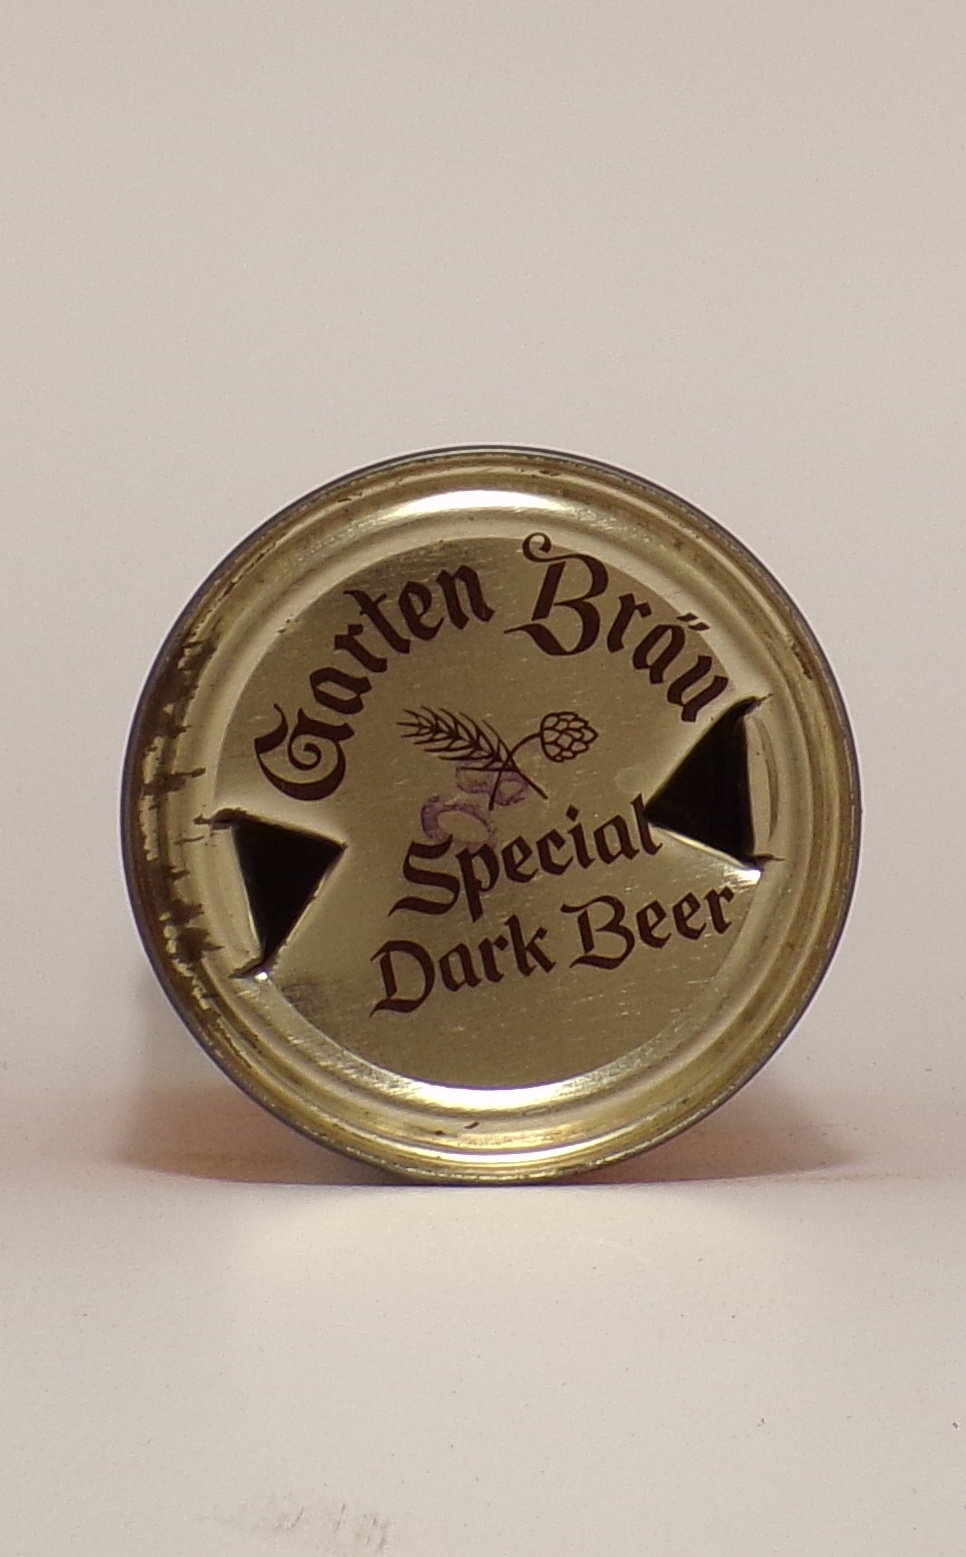 Garten Bräu
Special
Dark Beer